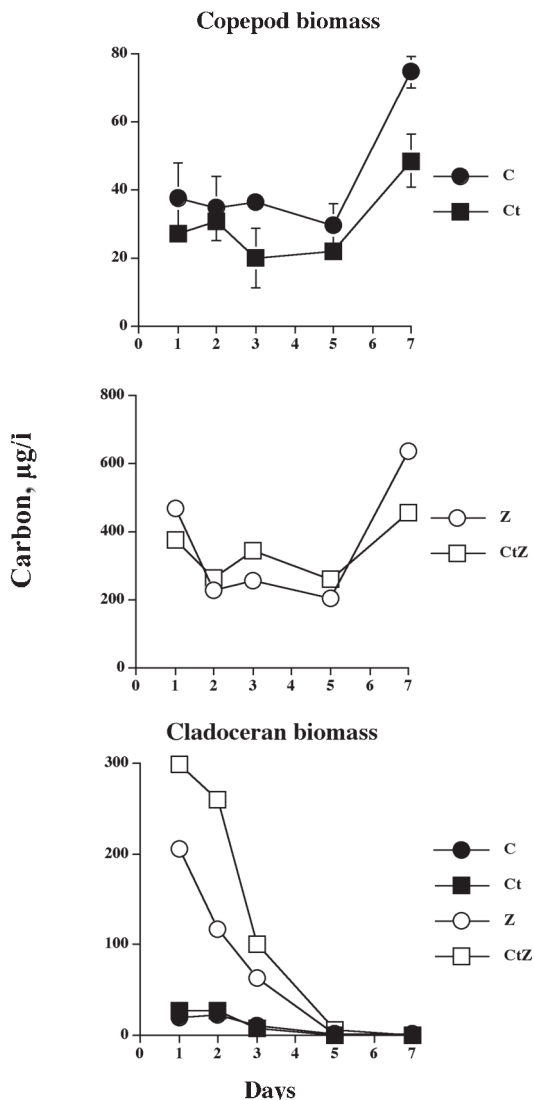 Copepod biomass
80
60
40
20
0
0 1 2 3 4 5 6 7
C
Ct
Carbon, µg/i
800
600
400
200
0
0 1 2 3 4 5 6 7
Z
CtZ
Cladoceran biomass
300
200
100
0
0 1 2 3 4 5 6 7
C
Ct
Z
CtZ
Days